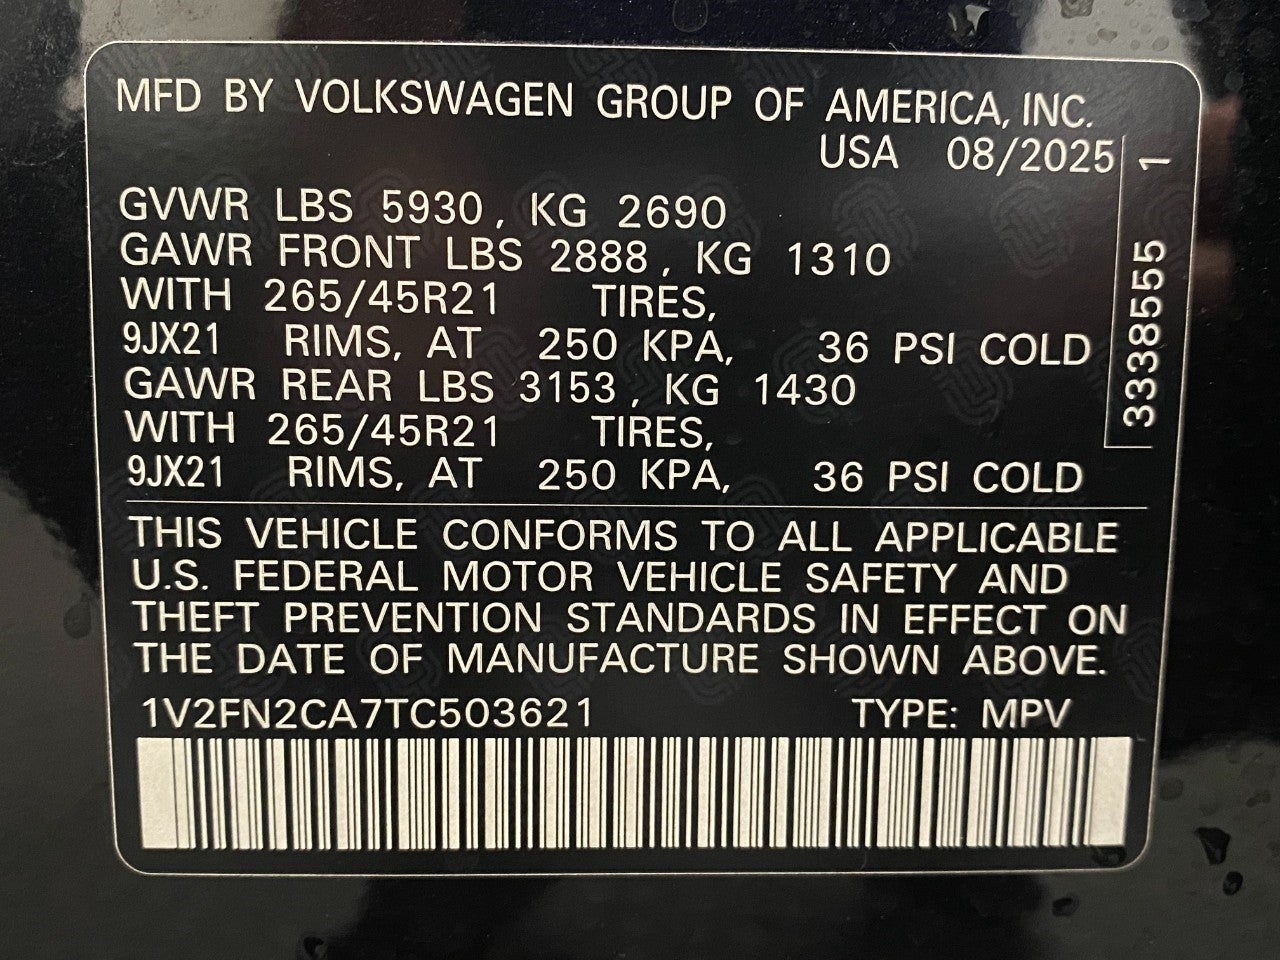 MFD BY VOLKSWAGEN GROUP OF AMERICA, INC.
USA 08/2025
GVWR LBS 5930, KG 2690
GAWR FRONT LBS 2888, KG 1310
WITH 265/45R21 TIRES,
9JX21 RIMS, AT 250 KPA, 36 PSI COLD
GAWR REAR LBS 3153, KG 1430
WITH 265/45R21 TIRES,
9JX21 RIMS, AT 250 KPA, 36 PSI COLD
3338555 1
THIS VEHICLE CONFORMS TO ALL APPLICABLE
U.S. FEDERAL MOTOR VEHICLE SAFETY AND
THEFT PREVENTION STANDARDS IN EFFECT ON
THE DATE OF MANUFACTURE SHOWN ABOVE.
1V2FN2CA7TC503621 TYPE: MPV